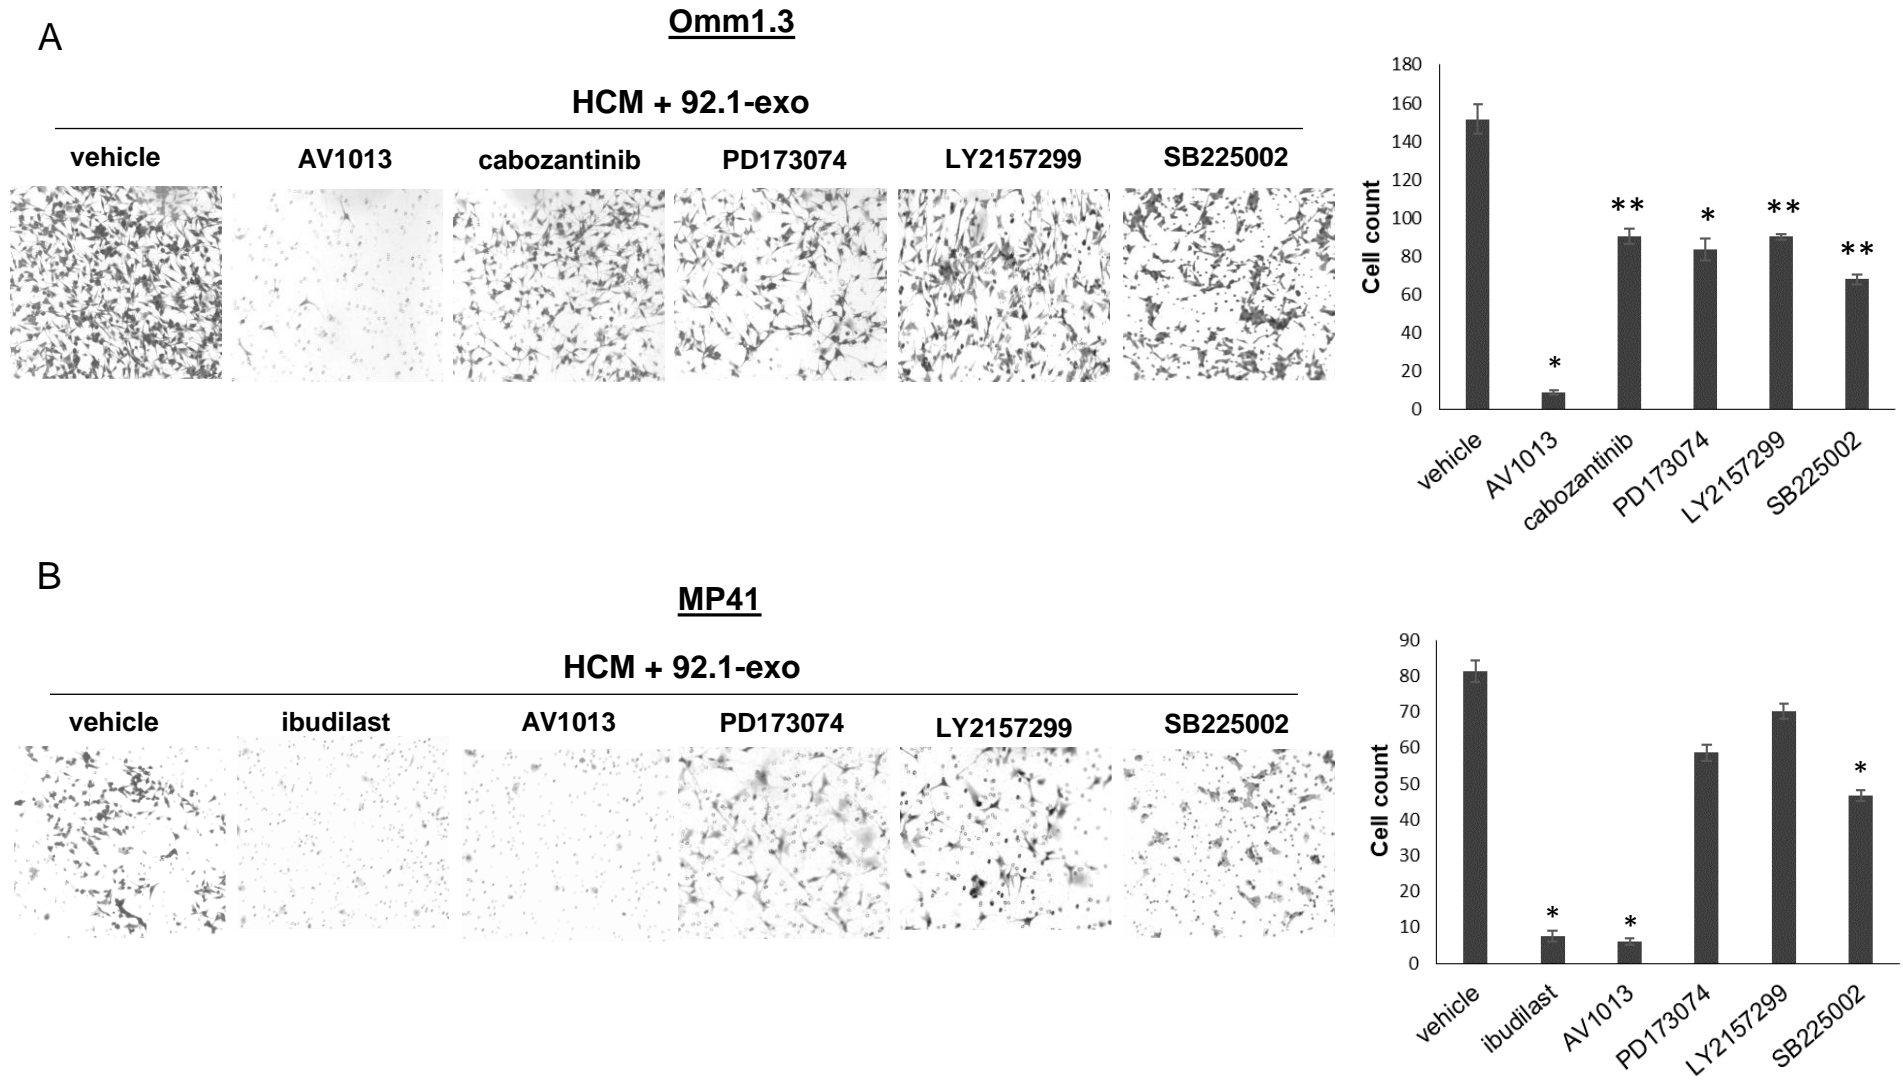 A
Omm1.3
HCM + 92.1-exo
vehicle AV1013 cabozantinib PD173074 LY2157299 SB225002
180
160
140
120
100
80
60
40
20
0
Cell count
*
**
*
**
**
vehicle
AV1013
cabozantinib
PD173074
LY2157299
SB225002
B
MP41
HCM + 92.1-exo
vehicle ibudilast AV1013 PD173074 LY2157299 SB225002
90
80
70
60
50
40
30
20
10
0
Cell count
*
*
*
vehicle
ibudilast
AV1013
PD173074
LY2157299
SB225002